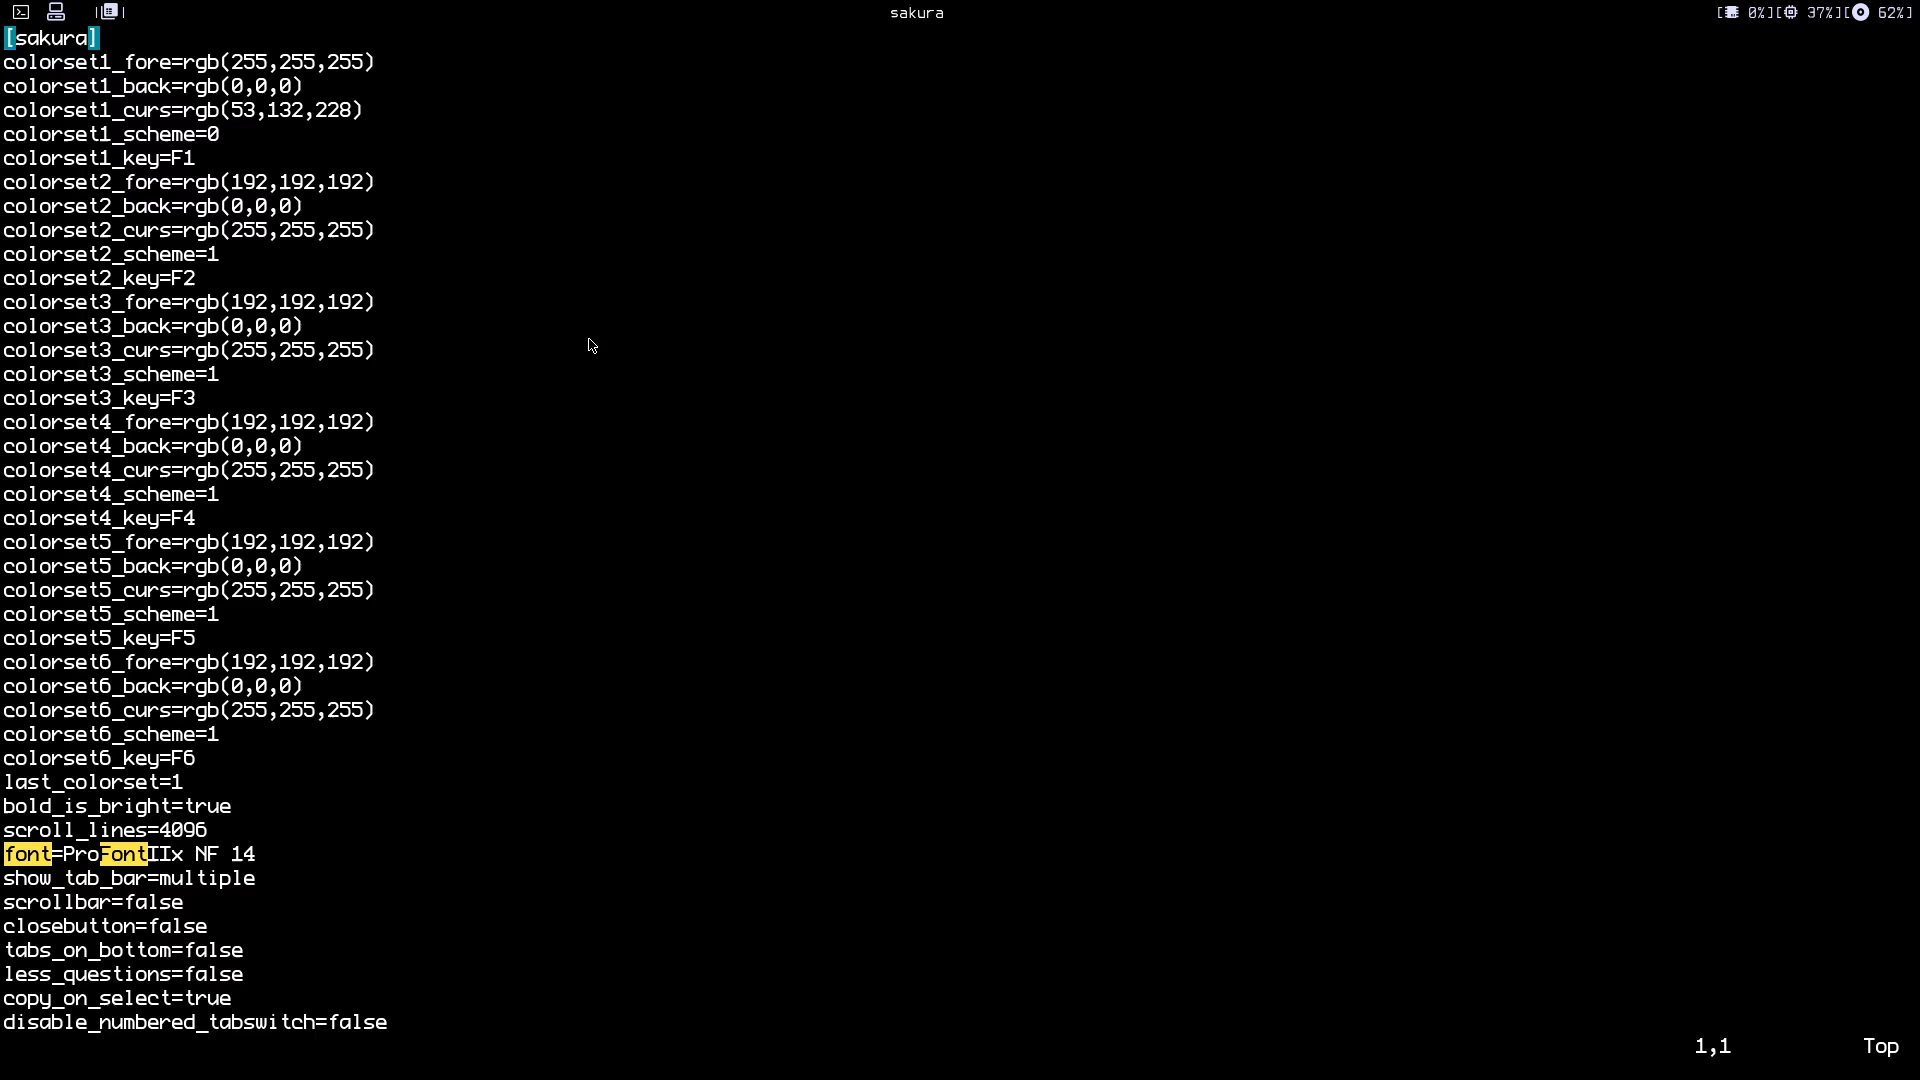 sakura
[ 0%][ 37%][ 62%]
[sakura]
colorset1_fore=rgb(255,255,255)
colorset1_back=rgb(0,0,0)
colorset1_curs=rgb(53,132,228)
colorset1_scheme=0
colorset1_key=F1
colorset2_fore=rgb(192,192,192)
colorset2_back=rgb(0,0,0)
colorset2_curs=rgb(255,255,255)
colorset2_scheme=1
colorset2_key=F2
colorset3_fore=rgb(192,192,192)
colorset3_back=rgb(0,0,0)
colorset3_curs=rgb(255,255,255)
colorset3_scheme=1
colorset3_key=F3
colorset4_fore=rgb(192,192,192)
colorset4_back=rgb(0,0,0)
colorset4_curs=rgb(255,255,255)
colorset4_scheme=1
colorset4_key=F4
colorset5_fore=rgb(192,192,192)
colorset5_back=rgb(0,0,0)
colorset5_curs=rgb(255,255,255)
colorset5_scheme=1
colorset5_key=F5
colorset6_fore=rgb(192,192,192)
colorset6_back=rgb(0,0,0)
colorset6_curs=rgb(255,255,255)
colorset6_scheme=1
colorset6_key=F6
last_colorset=1
bold_is_bright=true
scroll_lines=4096
font=ProFontIIx NF 14
show_tab_bar=multiple
scrollbar=false
closebutton=false
tabs_on_bottom=false
less_questions=false
copy_on_select=true
disable_numbered_tabswitch=false
1,1 Top